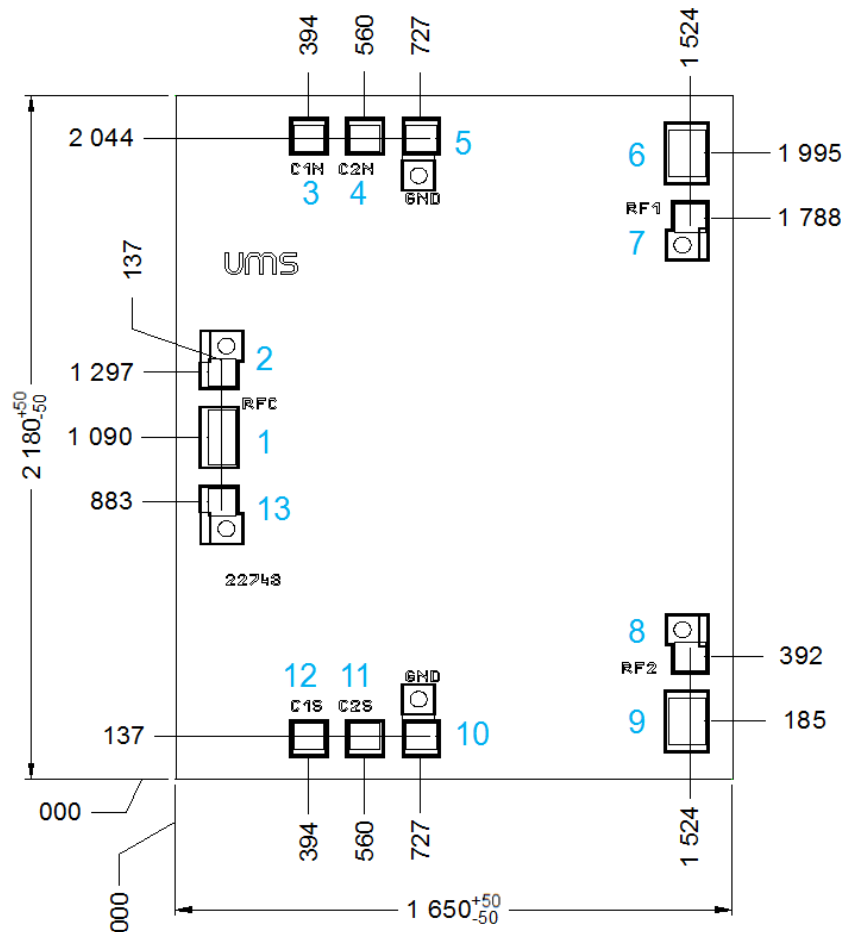 394 560 727 1 524
2 044 5 6 1 995
C1N C2N
3 4 GND RF1 1 788
7
137 ums
2
1 297
RFC
1 090 1
883 13
2 180 +50 -50
22748
8
12 11 GND RF2 392
C1S C2S
137 10 9 185
000
394 560 727 1 524
000
1 650 +50 -50